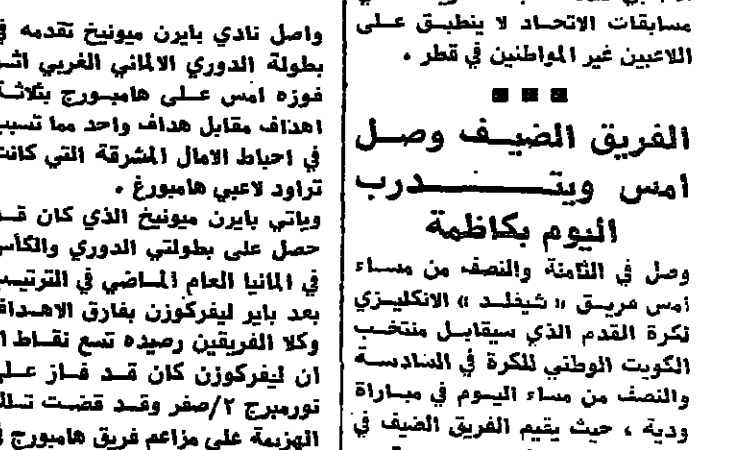 مسابقات الاتحاد لا ينطبق على
اللاعبين غير المواطنين في قطر .
الفريق الضيف وصل
امس ويتدرب
اليوم بكاظمة
وصل في الثامنة والنصف من مساء
أمس فريق « شيفلد » الانكليزي
لكرة القدم الذي سيقابل منتخب
الكويت الوطني للكرة في السادسة
والنصف من مساء اليوم في مباراة
ودية ، حيث يقيم الفريق الضيف في
واصل نادي بايرن ميونيخ تقدمه
بطولة الدوري الالماني الغربي اثر
فوزه امس على هامبورج بثلاثة
اهداف مقابل هداف واحد مما تسبب
في احباط الامال المشرقة التي كانت
تراود لاعبي هامبورغ .
وياتي بايرن ميونيخ الذي كان قد
حصل على بطولتي الدوري والكأس
في المانيا العام الماضي في الترتيب
بعد باير ليفركوزن بفارق الاهداف
وكلا الفريقين رصيده تسع نقاط
ان ليفركوزن كان قد فاز على
نورمبرج ٢/صفر وقد قضت تلك
الهزيمة على مزاعم فريق هامبورج